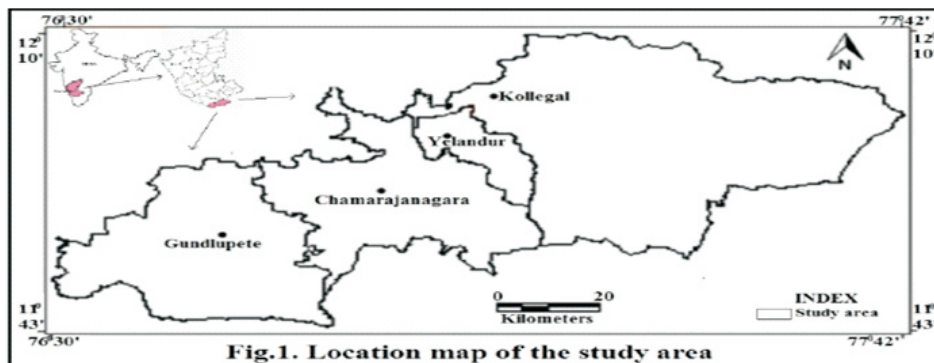 76°30' 77°42'
12°
10'
12°
10'
N
Kollegal
Yelandur
Chamarajanagara
Gundlupete
0 20
Kilometers
INDEX
Study area
11°
43'
11°
43'
76°30' 77°42'
Fig.1. Location map of the study area